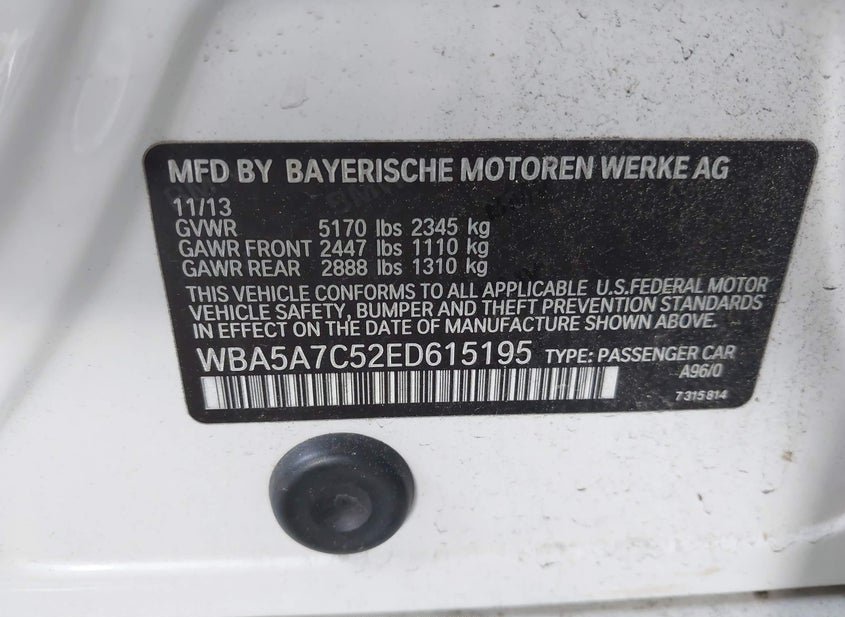 MFD BY BAYERISCHE MOTOREN WERKE AG
11/13
GVWR 5170 lbs 2345 kg
GAWR FRONT 2447 lbs 1110 kg
GAWR REAR 2888 lbs 1310 kg
THIS VEHICLE CONFORMS TO ALL APPLICABLE U.S.FEDERAL MOTOR
VEHICLE SAFETY, BUMPER AND THEFT PREVENTION STANDARDS
IN EFFECT ON THE DATE OF MANUFACTURE SHOWN ABOVE.
WBA5A7C52ED615195 TYPE: PASSENGER CAR
A96/0
7 315 814